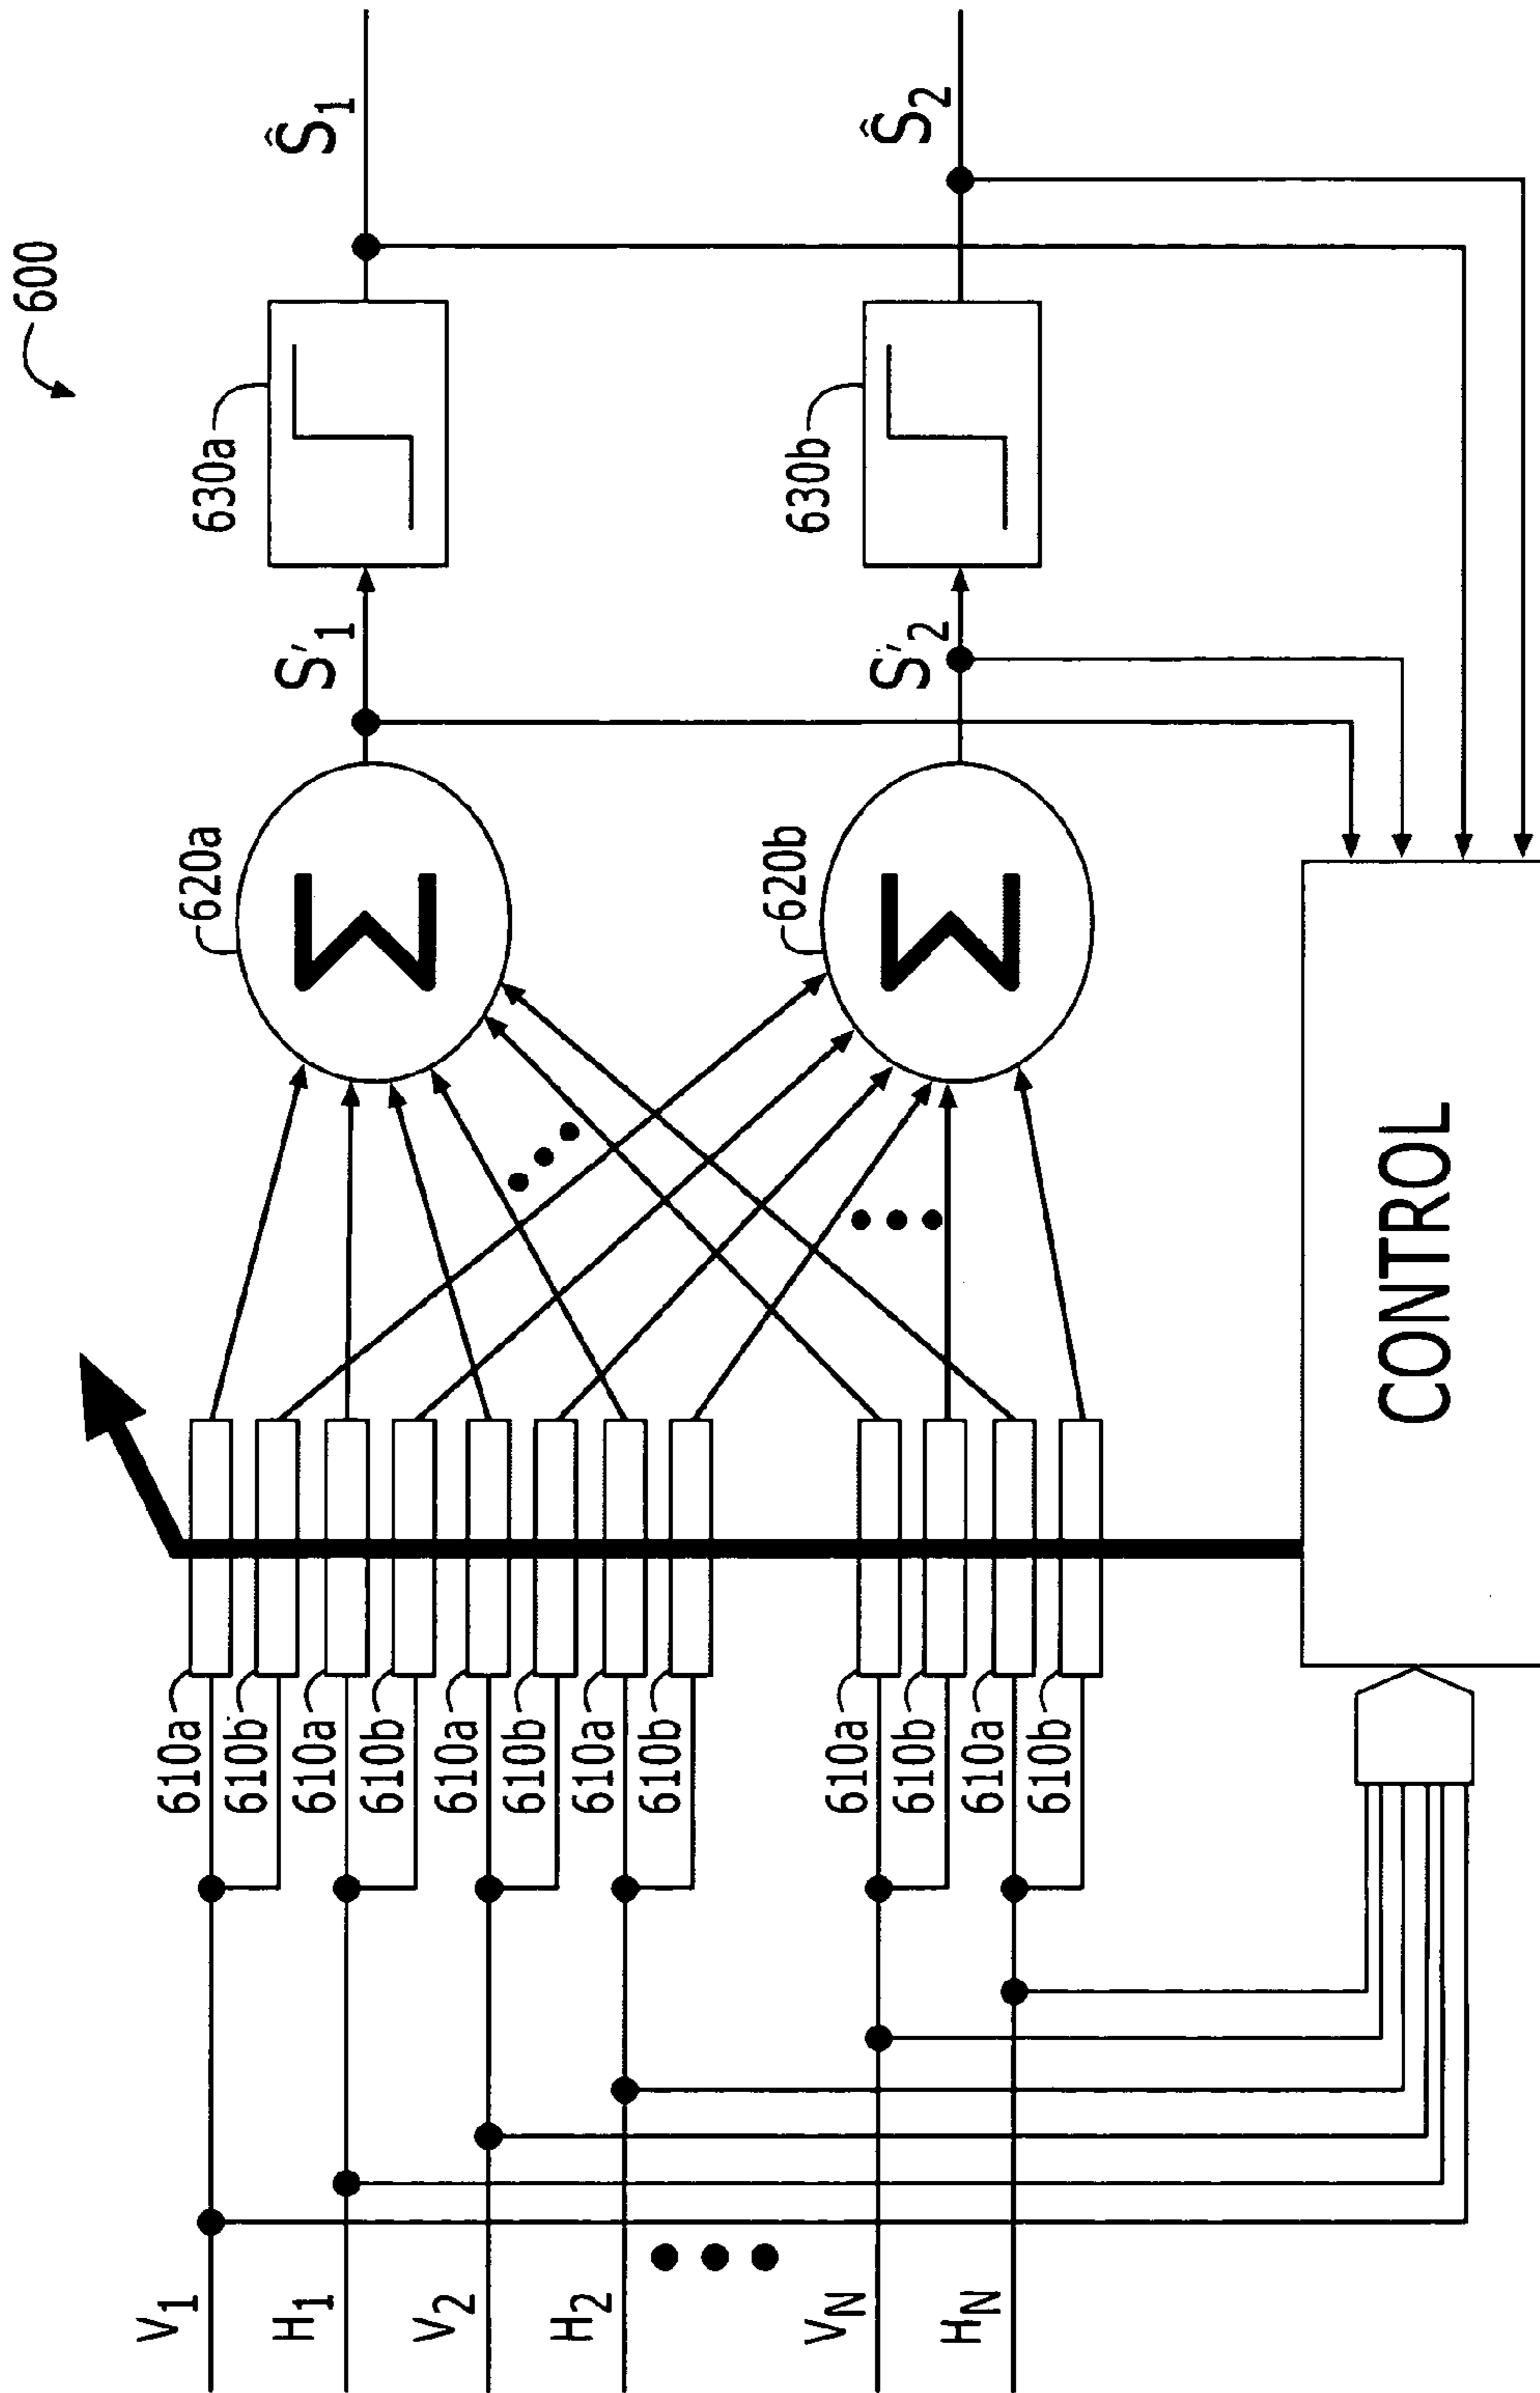 600
V1
H1
V2
H2
VN
HN
610a
610b
610a
610b
610a
610b
610a
610b
610a
610b
610a
610b
620a
Σ
620b
Σ
S'1
S'2
630a
630b
Ŝ1
Ŝ2
CONTROL